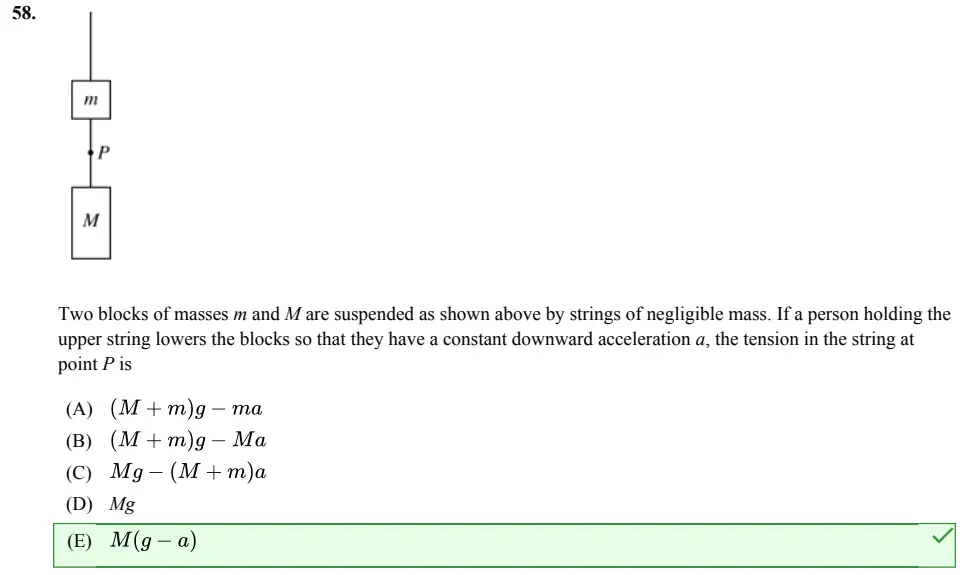 58.
m
P
M
Two blocks of masses m and M are suspended as shown above by strings of negligible mass. If a person holding the
upper string lowers the blocks so that they have a constant downward acceleration a, the tension in the string at
point P is
(A) (M + m)g − ma
(B) (M + m)g − Ma
(C) Mg − (M + m)a
(D) Mg
(E) M(g − a)